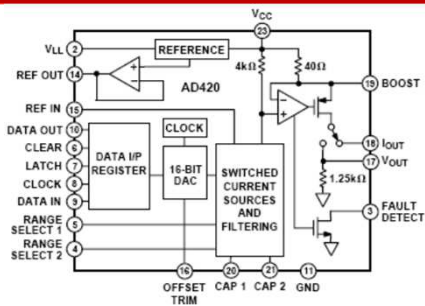 VCC
23
VLL 2
REFERENCE
4kΩ
40Ω
REF OUT 14
AD420
19 BOOST
REF IN 15
DATA OUT 10
CLEAR 6
LATCH 7
CLOCK 8
DATA IN 9
DATA I/P
REGISTER
CLOCK
16-BIT
DAC
SWITCHED
CURRENT
SOURCES
AND
FILTERING
18 IOUT
17 VOUT
1.25kΩ
3 FAULT
DETECT
RANGE
SELECT 1 5
RANGE
SELECT 2 4
16 20 21 11
OFFSET
TRIM
CAP 1
CAP 2
GND